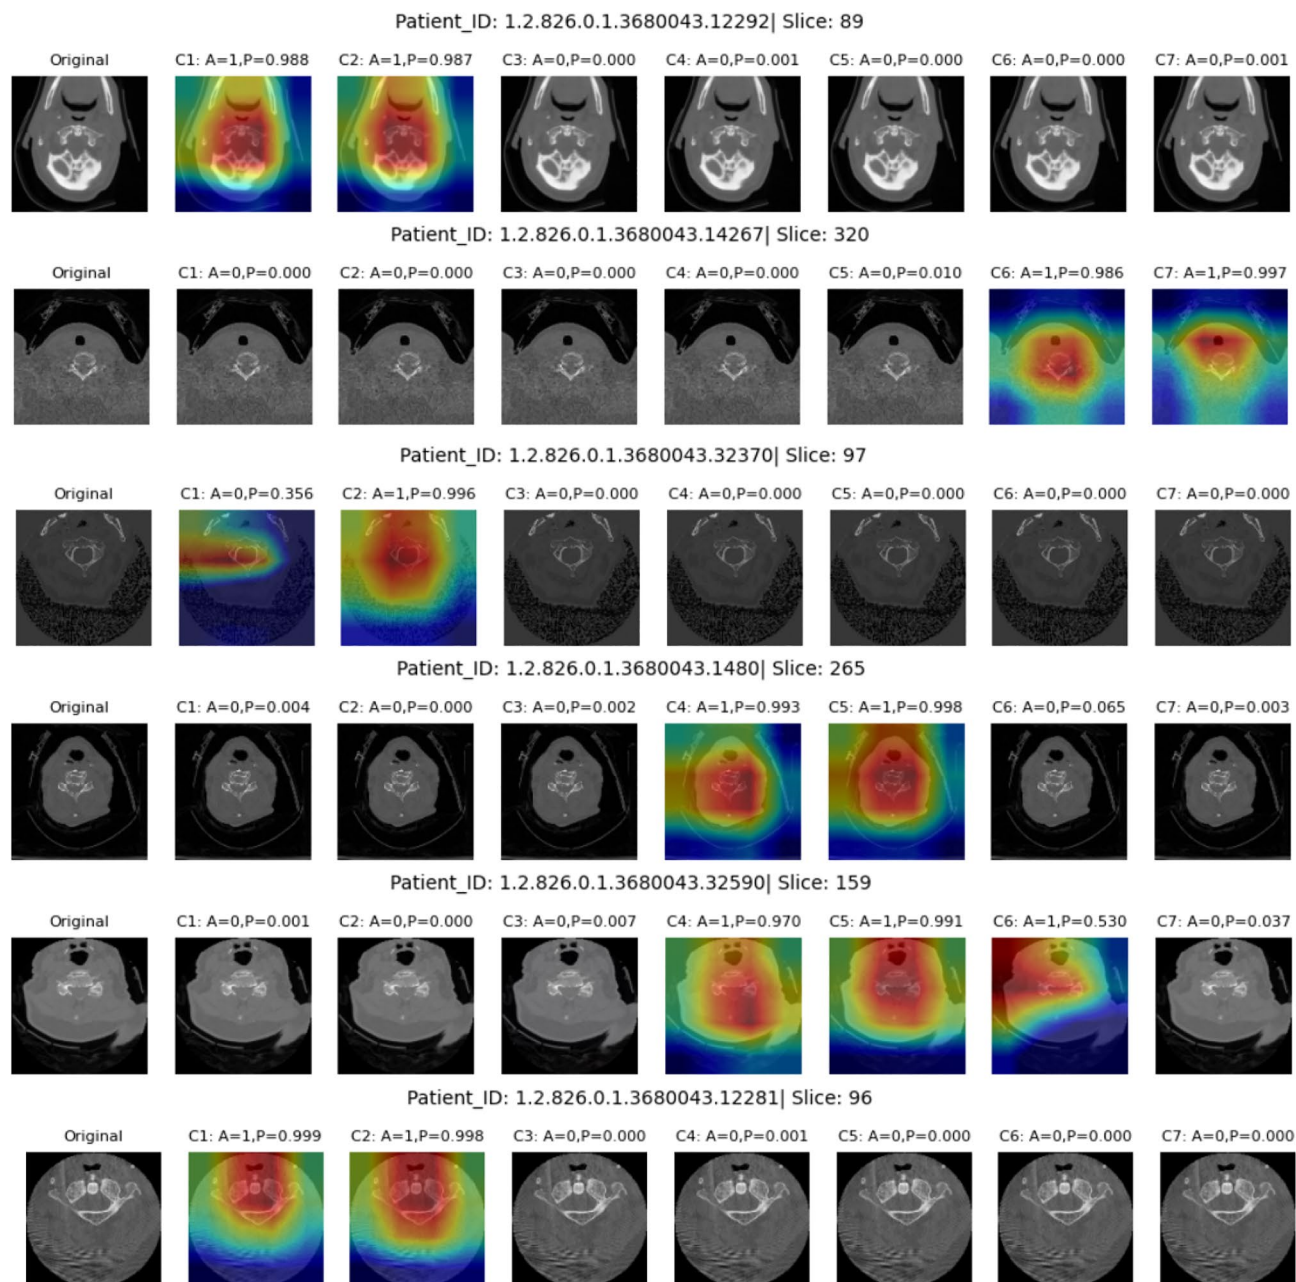 Patient_ID: 1.2.826.0.1.3680043.12292| Slice: 89
Original C1: A=1,P=0.988 C2: A=1,P=0.987 C3: A=0,P=0.000 C4: A=0,P=0.001 C5: A=0,P=0.000 C6: A=0,P=0.000 C7: A=0,P=0.001
Patient_ID: 1.2.826.0.1.3680043.14267| Slice: 320
Original C1: A=0,P=0.000 C2: A=0,P=0.000 C3: A=0,P=0.000 C4: A=0,P=0.000 C5: A=0,P=0.010 C6: A=1,P=0.986 C7: A=1,P=0.997
Patient_ID: 1.2.826.0.1.3680043.32370| Slice: 97
Original C1: A=0,P=0.356 C2: A=1,P=0.996 C3: A=0,P=0.000 C4: A=0,P=0.000 C5: A=0,P=0.000 C6: A=0,P=0.000 C7: A=0,P=0.000
Patient_ID: 1.2.826.0.1.3680043.1480| Slice: 265
Original C1: A=0,P=0.004 C2: A=0,P=0.000 C3: A=0,P=0.002 C4: A=1,P=0.993 C5: A=1,P=0.998 C6: A=0,P=0.065 C7: A=0,P=0.003
Patient_ID: 1.2.826.0.1.3680043.32590| Slice: 159
Original C1: A=0,P=0.001 C2: A=0,P=0.000 C3: A=0,P=0.007 C4: A=1,P=0.970 C5: A=1,P=0.991 C6: A=1,P=0.530 C7: A=0,P=0.037
Patient_ID: 1.2.826.0.1.3680043.12281| Slice: 96
Original C1: A=1,P=0.999 C2: A=1,P=0.998 C3: A=0,P=0.000 C4: A=0,P=0.001 C5: A=0,P=0.000 C6: A=0,P=0.000 C7: A=0,P=0.000